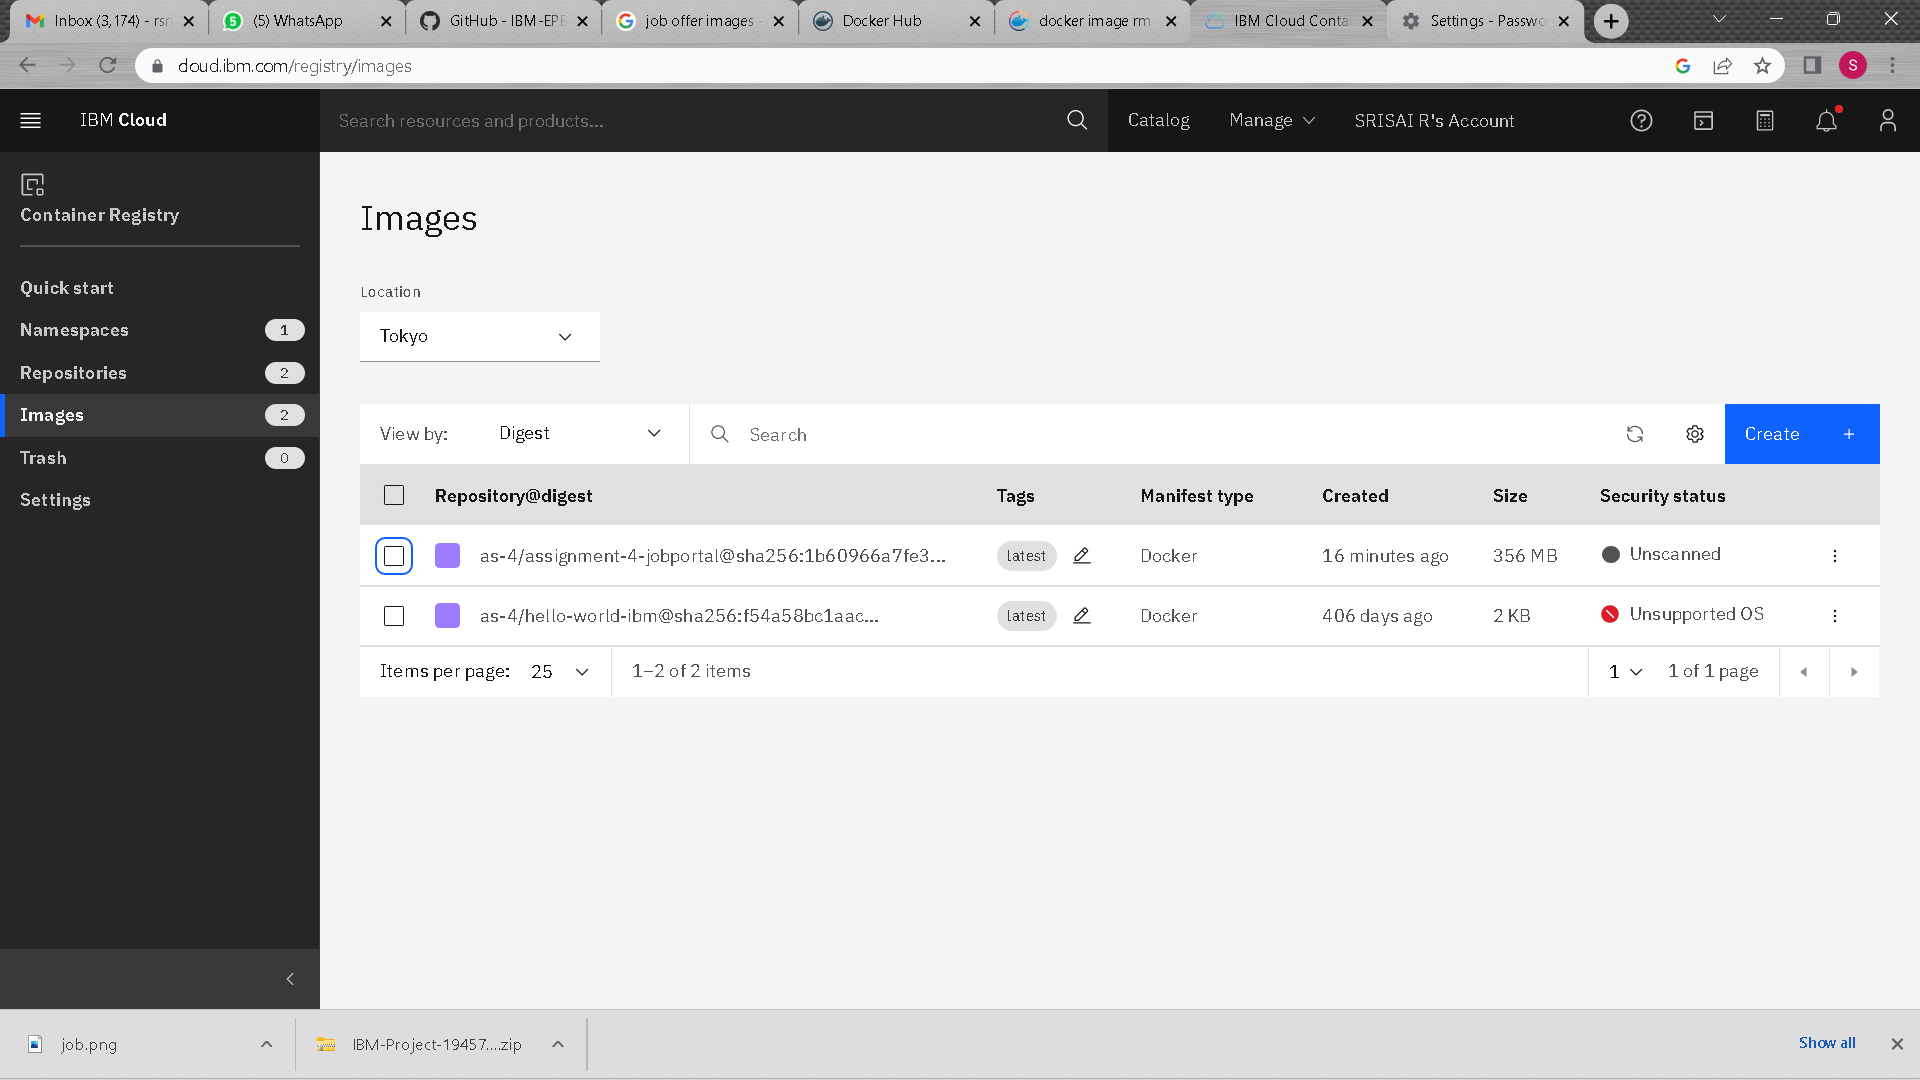 Inbox (3,174) - rsri
(5) WhatsApp
GitHub - IBM-EPB
job offer images -
Docker Hub
docker image rm
IBM Cloud Conta
Settings - Passwo
cloud.ibm.com/registry/images
S
IBM Cloud
Search resources and products...
Catalog
Manage
SRISAI R's Account
Container Registry
Quick start
Namespaces 1
Repositories 2
Images 2
Trash 0
Settings
Images
Location
Tokyo
View by: Digest
Search
Create +
Repository@digest Tags Manifest type Created Size Security status
as-4/assignment-4-jobportal@sha256:1b60966a7fe3... latest Docker 16 minutes ago 356 MB Unscanned
as-4/hello-world-ibm@sha256:f54a58bc1aac... latest Docker 406 days ago 2 KB Unsupported OS
Items per page: 25 1–2 of 2 items 1 1 of 1 page
job.png
IBM-Project-19457....zip
Show all